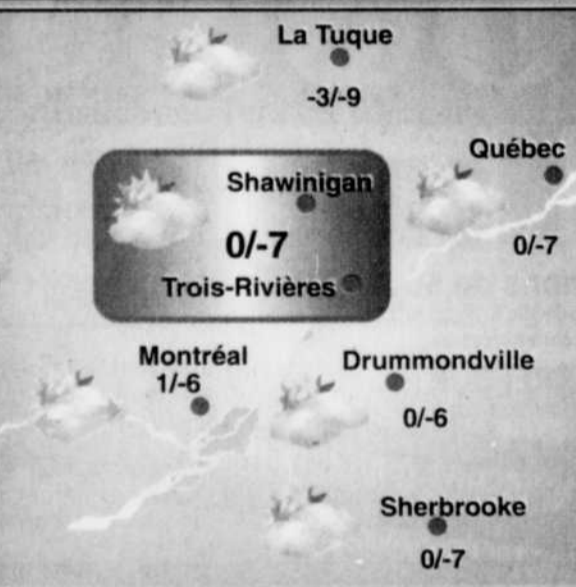 La Tuque
-3/-9
Québec
0/-7
Shawinigan
0/-7
Trois-Rivières
Montréal
1/-6
Drummondville
0/-6
Sherbrooke
0/-7